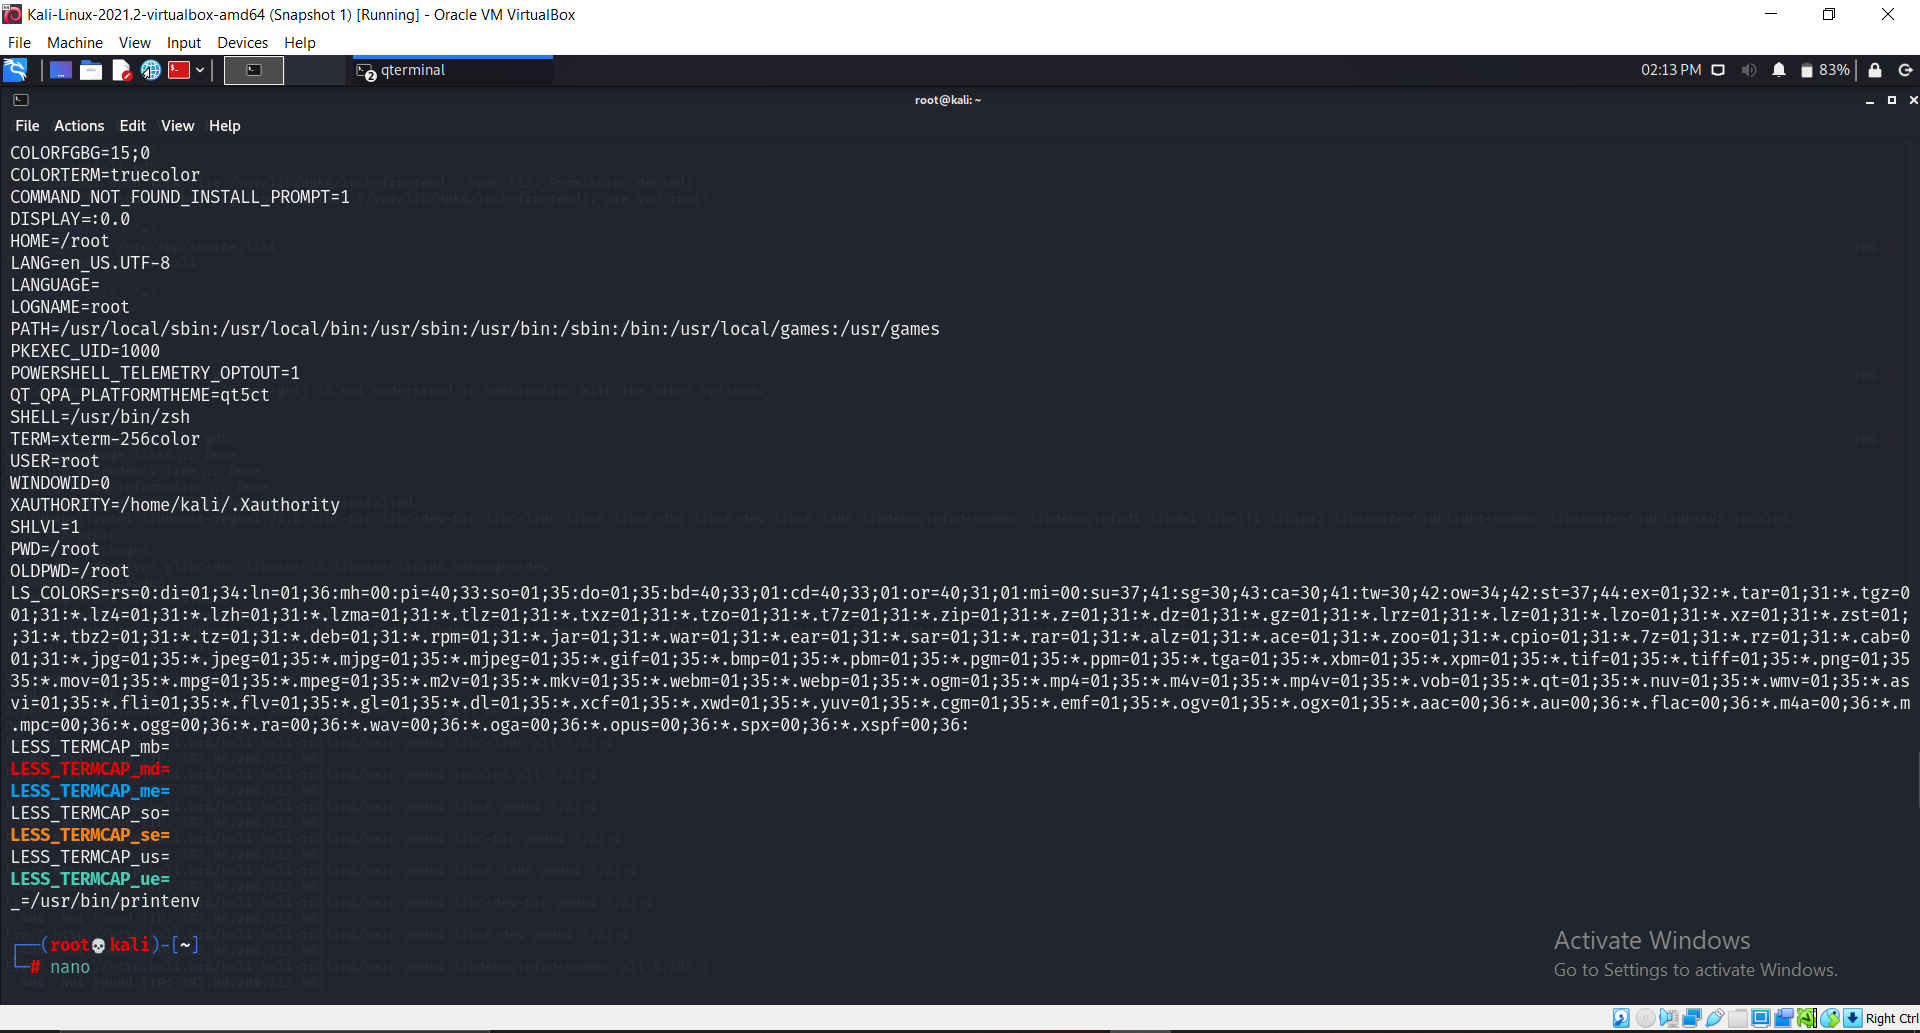 Kali-Linux-2021.2-virtualbox-amd64 (Snapshot 1) [Running] - Oracle VM VirtualBox
File Machine View Input Devices Help
qterminal
02:13 PM 83%
root@kali: ~
File Actions Edit View Help
COLORFGBG=15;0
COLORTERM=truecolor
COMMAND_NOT_FOUND_INSTALL_PROMPT=1
DISPLAY=:0.0
HOME=/root
LANG=en_US.UTF-8
LANGUAGE=
LOGNAME=root
PATH=/usr/local/sbin:/usr/local/bin:/usr/sbin:/usr/bin:/sbin:/bin:/usr/local/games:/usr/games
PKEXEC_UID=1000
POWERSHELL_TELEMETRY_OPTOUT=1
QT_QPA_PLATFORMTHEME=qt5ct
SHELL=/usr/bin/zsh
TERM=xterm-256color
USER=root
WINDOWID=0
XAUTHORITY=/home/kali/.Xauthority
SHLVL=1
PWD=/root
OLDPWD=/root
LS_COLORS=rs=0:di=01;34:ln=01;36:mh=00:pi=40;33:so=01;35:do=01;35:bd=40;33;01:cd=40;33;01:or=40;31;01:mi=00:su=37;41:sg=30;43:ca=30;41:tw=30;42:ow=34;42:st=37;44:ex=01;32:*.tar=01;31:*.tgz=0
01;31:*.lz4=01;31:*.lzh=01;31:*.lzma=01;31:*.tlz=01;31:*.txz=01;31:*.tzo=01;31:*.t7z=01;31:*.zip=01;31:*.z=01;31:*.dz=01;31:*.gz=01;31:*.lrz=01;31:*.lz=01;31:*.lzo=01;31:*.xz=01;31:*.zst=01;
;31:*.tbz2=01;31:*.tz=01;31:*.deb=01;31:*.rpm=01;31:*.jar=01;31:*.war=01;31:*.ear=01;31:*.sar=01;31:*.rar=01;31:*.alz=01;31:*.ace=01;31:*.zoo=01;31:*.cpio=01;31:*.7z=01;31:*.rz=01;31:*.cab=0
01;31:*.jpg=01;35:*.jpeg=01;35:*.mjpg=01;35:*.mjpeg=01;35:*.gif=01;35:*.bmp=01;35:*.pbm=01;35:*.pgm=01;35:*.ppm=01;35:*.tga=01;35:*.xbm=01;35:*.xpm=01;35:*.tif=01;35:*.tiff=01;35:*.png=01;35
35:*.mov=01;35:*.mpg=01;35:*.mpeg=01;35:*.m2v=01;35:*.mkv=01;35:*.webm=01;35:*.webp=01;35:*.ogm=01;35:*.mp4=01;35:*.m4v=01;35:*.mp4v=01;35:*.vob=01;35:*.qt=01;35:*.nuv=01;35:*.wmv=01;35:*.as
vi=01;35:*.fli=01;35:*.flv=01;35:*.gl=01;35:*.dl=01;35:*.xcf=01;35:*.xwd=01;35:*.yuv=01;35:*.cgm=01;35:*.emf=01;35:*.ogv=01;35:*.ogx=01;35:*.aac=00;36:*.au=00;36:*.flac=00;36:*.m4a=00;36:*.m
.mpc=00;36:*.ogg=00;36:*.ra=00;36:*.wav=00;36:*.oga=00;36:*.opus=00;36:*.spx=00;36:*.xspf=00;36:
LESS_TERMCAP_mb=
LESS_TERMCAP_md=
LESS_TERMCAP_me=
LESS_TERMCAP_so=
LESS_TERMCAP_se=
LESS_TERMCAP_us=
LESS_TERMCAP_ue=
_=/usr/bin/printenv
┌──(root💀kali)-[~]
└─# nano
Activate Windows
Go to Settings to activate Windows.
Right Ctrl